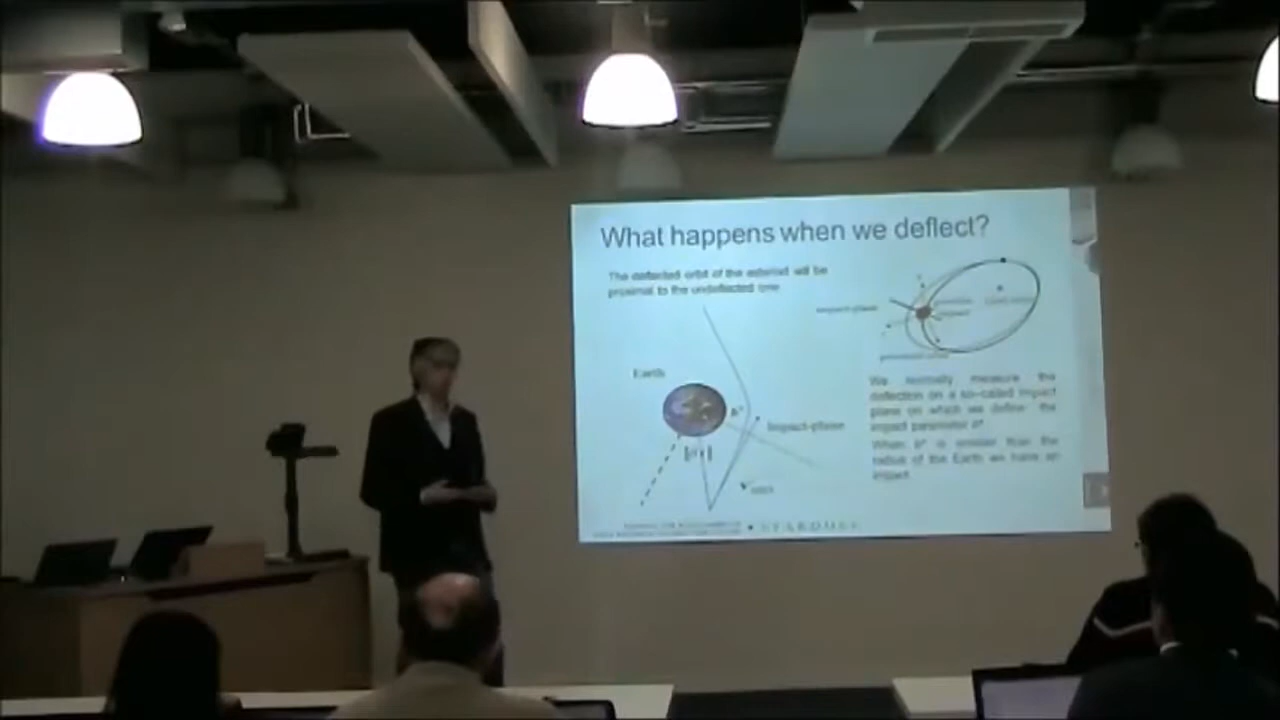 What happens when we deflect?
The deflected orbit of the asteroid will be
proximal to the undeflected one
impact-plane
Earth
b*
Impact-plane
We normally measure the
deflection on a so-called impact
plane on which we define the
impact parameter b*
When b* is smaller than the
radius of the Earth we have an
impact
STARDUST